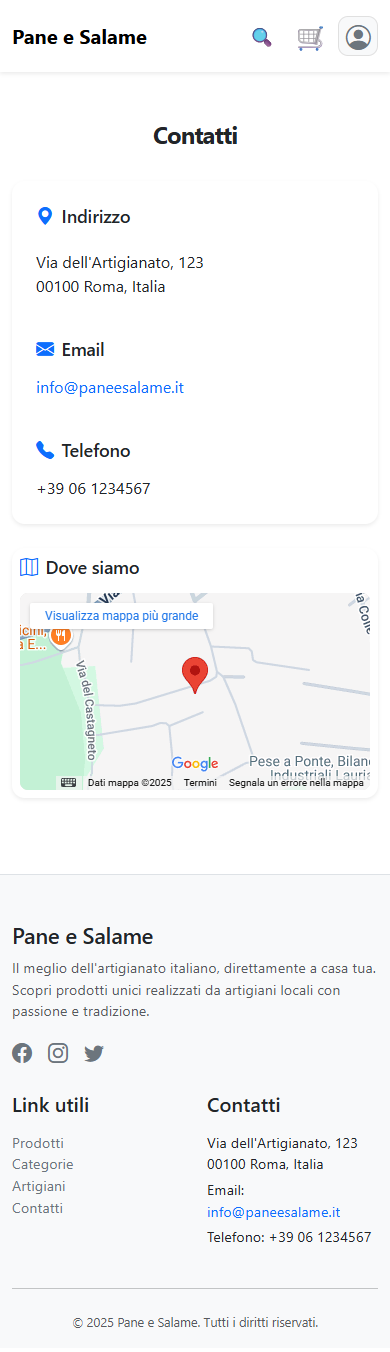 Pane e Salame
Contatti
Indirizzo
Via dell'Artigianato, 123
00100 Roma, Italia
Email
info@paneesalame.it
Telefono
+39 06 1234567
Dove siamo
Visualizza mappa più grande
Via del Castagneto
Google
Pese a Ponte, Bilanc
Industriali Lauria
Dati mappa ©2025 Termini Segnala un errore nella mappa
Pane e Salame
Il meglio dell'artigianato italiano, direttamente a casa tua.
Scopri prodotti unici realizzati da artigiani locali con
passione e tradizione.
Link utili
Prodotti
Categorie
Artigiani
Contatti
Contatti
Via dell'Artigianato, 123
00100 Roma, Italia
Email:
info@paneesalame.it
Telefono: +39 06 1234567
© 2025 Pane e Salame. Tutti i diritti riservati.